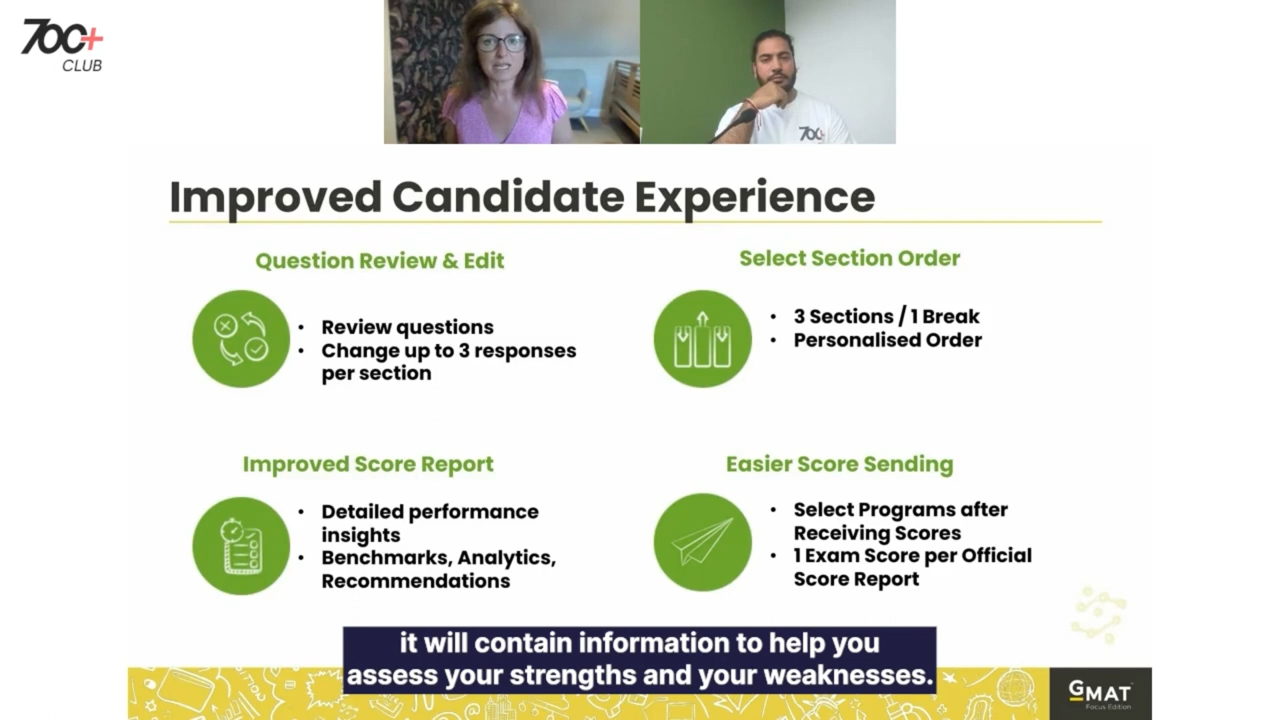 700+
CLUB
700+
Improved Candidate Experience
Question Review & Edit
• Review questions
• Change up to 3 responses
per section
Select Section Order
• 3 Sections / 1 Break
• Personalised Order
Improved Score Report
• Detailed performance
insights
• Benchmarks, Analytics,
Recommendations
Easier Score Sending
• Select Programs after
Receiving Scores
• 1 Exam Score per Official
Score Report
it will contain information to help you
assess your strengths and your weaknesses.
GMAT™
Focus Edition